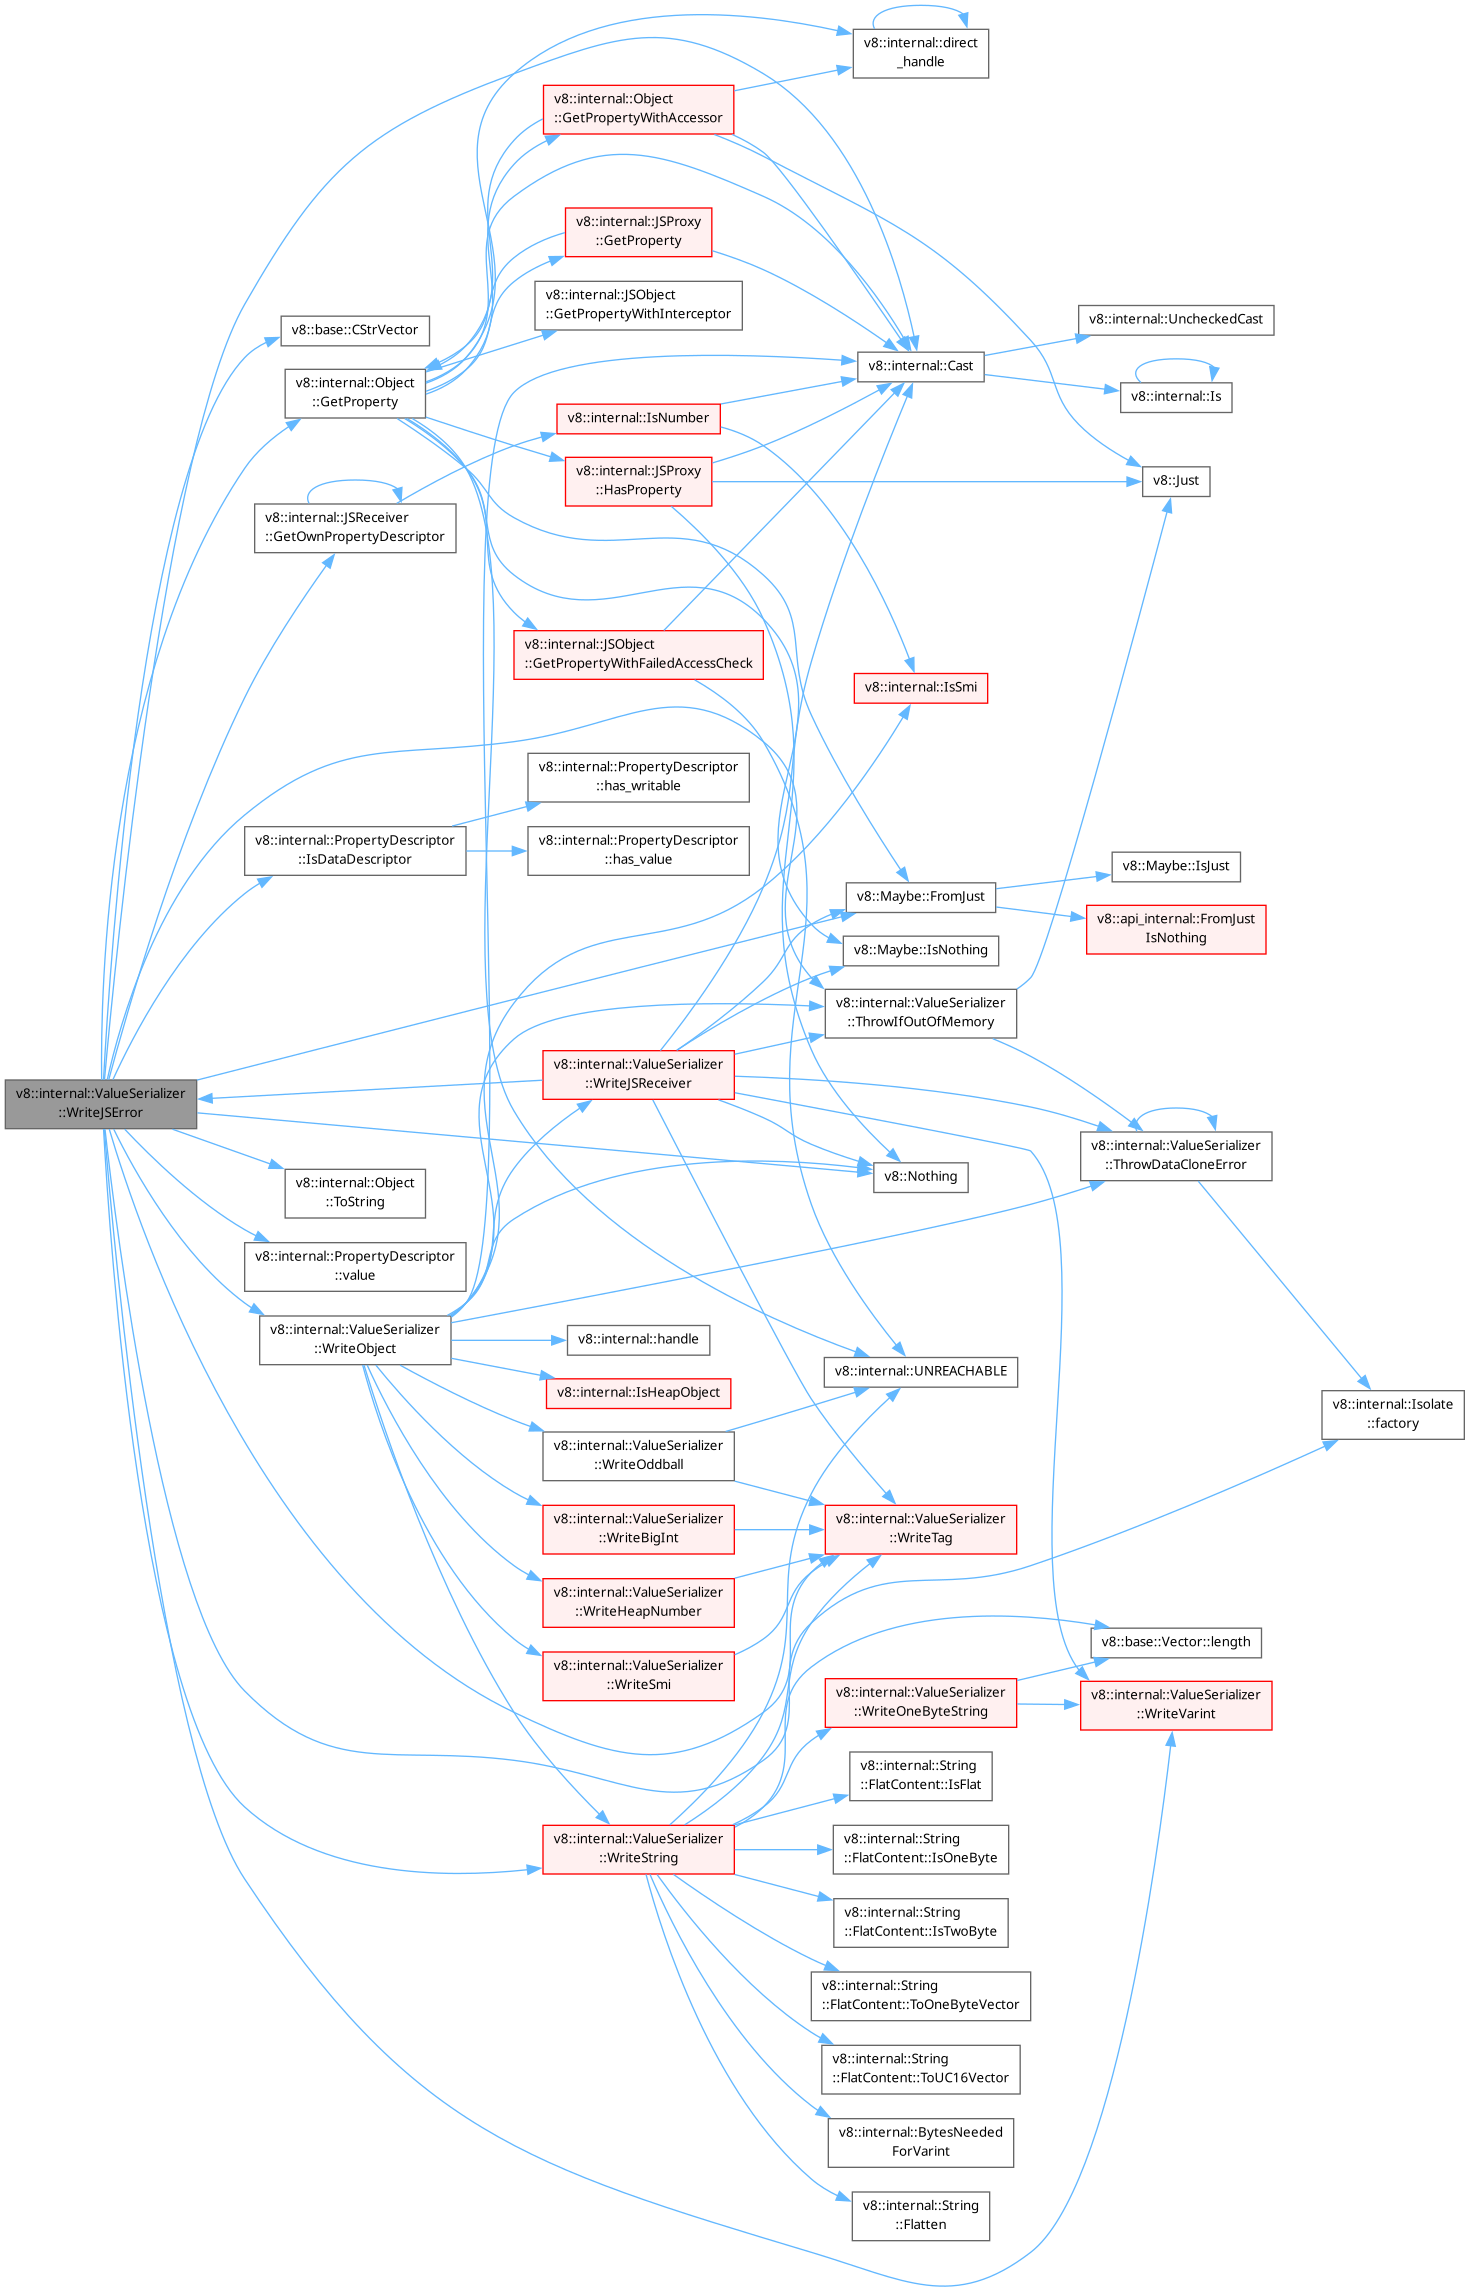 v8::internal::direct
_handle
v8::internal::Object
::GetPropertyWithAccessor
v8::internal::JSProxy
::GetProperty
v8::internal::JSObject
::GetPropertyWithInterceptor
v8::internal::UncheckedCast
v8::base::CStrVector
v8::internal::Cast
v8::internal::Object
::GetProperty
v8::internal::Is
v8::internal::IsNumber
v8::internal::JSProxy
::HasProperty
v8::Just
v8::internal::JSReceiver
::GetOwnPropertyDescriptor
v8::internal::JSObject
::GetPropertyWithFailedAccessCheck
v8::internal::IsSmi
v8::internal::PropertyDescriptor
::has_writable
v8::internal::PropertyDescriptor
::IsDataDescriptor
v8::internal::PropertyDescriptor
::has_value
v8::Maybe::IsJust
v8::Maybe::FromJust
v8::api_internal::FromJust
IsNothing
v8::Maybe::IsNothing
v8::internal::ValueSerializer
::ThrowIfOutOfMemory
v8::internal::ValueSerializer
::WriteJSReceiver
v8::internal::ValueSerializer
::WriteJSError
v8::internal::ValueSerializer
::ThrowDataCloneError
v8::Nothing
v8::internal::Object
::ToString
v8::internal::PropertyDescriptor
::value
v8::internal::ValueSerializer
::WriteObject
v8::internal::handle
v8::internal::UNREACHABLE
v8::internal::IsHeapObject
v8::internal::Isolate
::factory
v8::internal::ValueSerializer
::WriteOddball
v8::internal::ValueSerializer
::WriteBigInt
v8::internal::ValueSerializer
::WriteTag
v8::internal::ValueSerializer
::WriteHeapNumber
v8::base::Vector::length
v8::internal::ValueSerializer
::WriteSmi
v8::internal::ValueSerializer
::WriteOneByteString
v8::internal::ValueSerializer
::WriteVarint
v8::internal::String
::FlatContent::IsFlat
v8::internal::ValueSerializer
::WriteString
v8::internal::String
::FlatContent::IsOneByte
v8::internal::String
::FlatContent::IsTwoByte
v8::internal::String
::FlatContent::ToOneByteVector
v8::internal::String
::FlatContent::ToUC16Vector
v8::internal::BytesNeeded
ForVarint
v8::internal::String
::Flatten